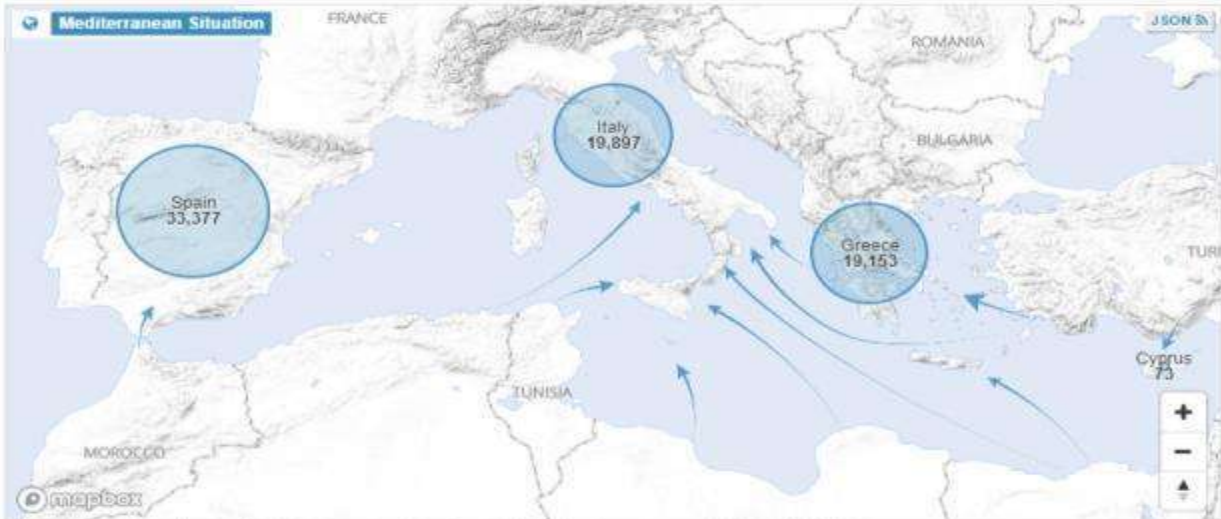 Mediterranean Situation
FRANCE
JSON
ROMANIA
Italy
19,897
BULGARIA
Spain
33,377
Greece
19,153
TUR
Cyprus
73
TUNISIA
MOROCCO
+
−
mapbox